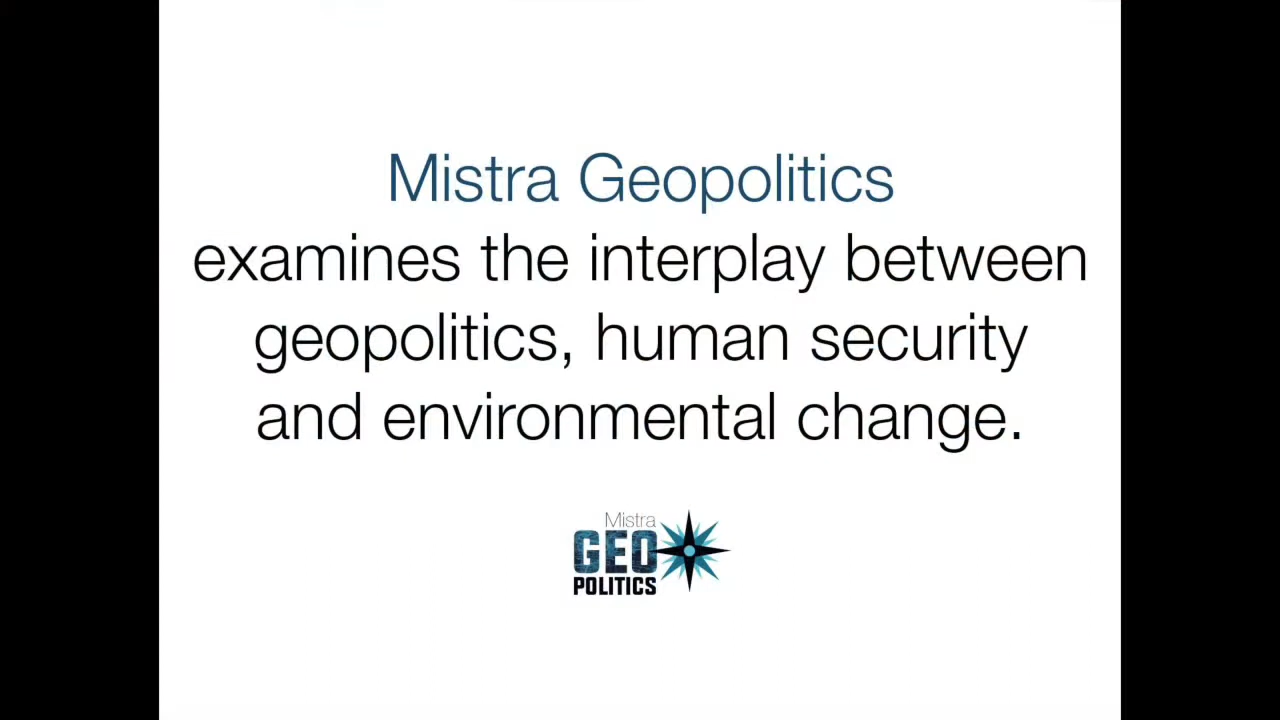 Mistra Geopolitics
examines the interplay between
geopolitics, human security
and environmental change.
Mistra
GEO
POLITICS